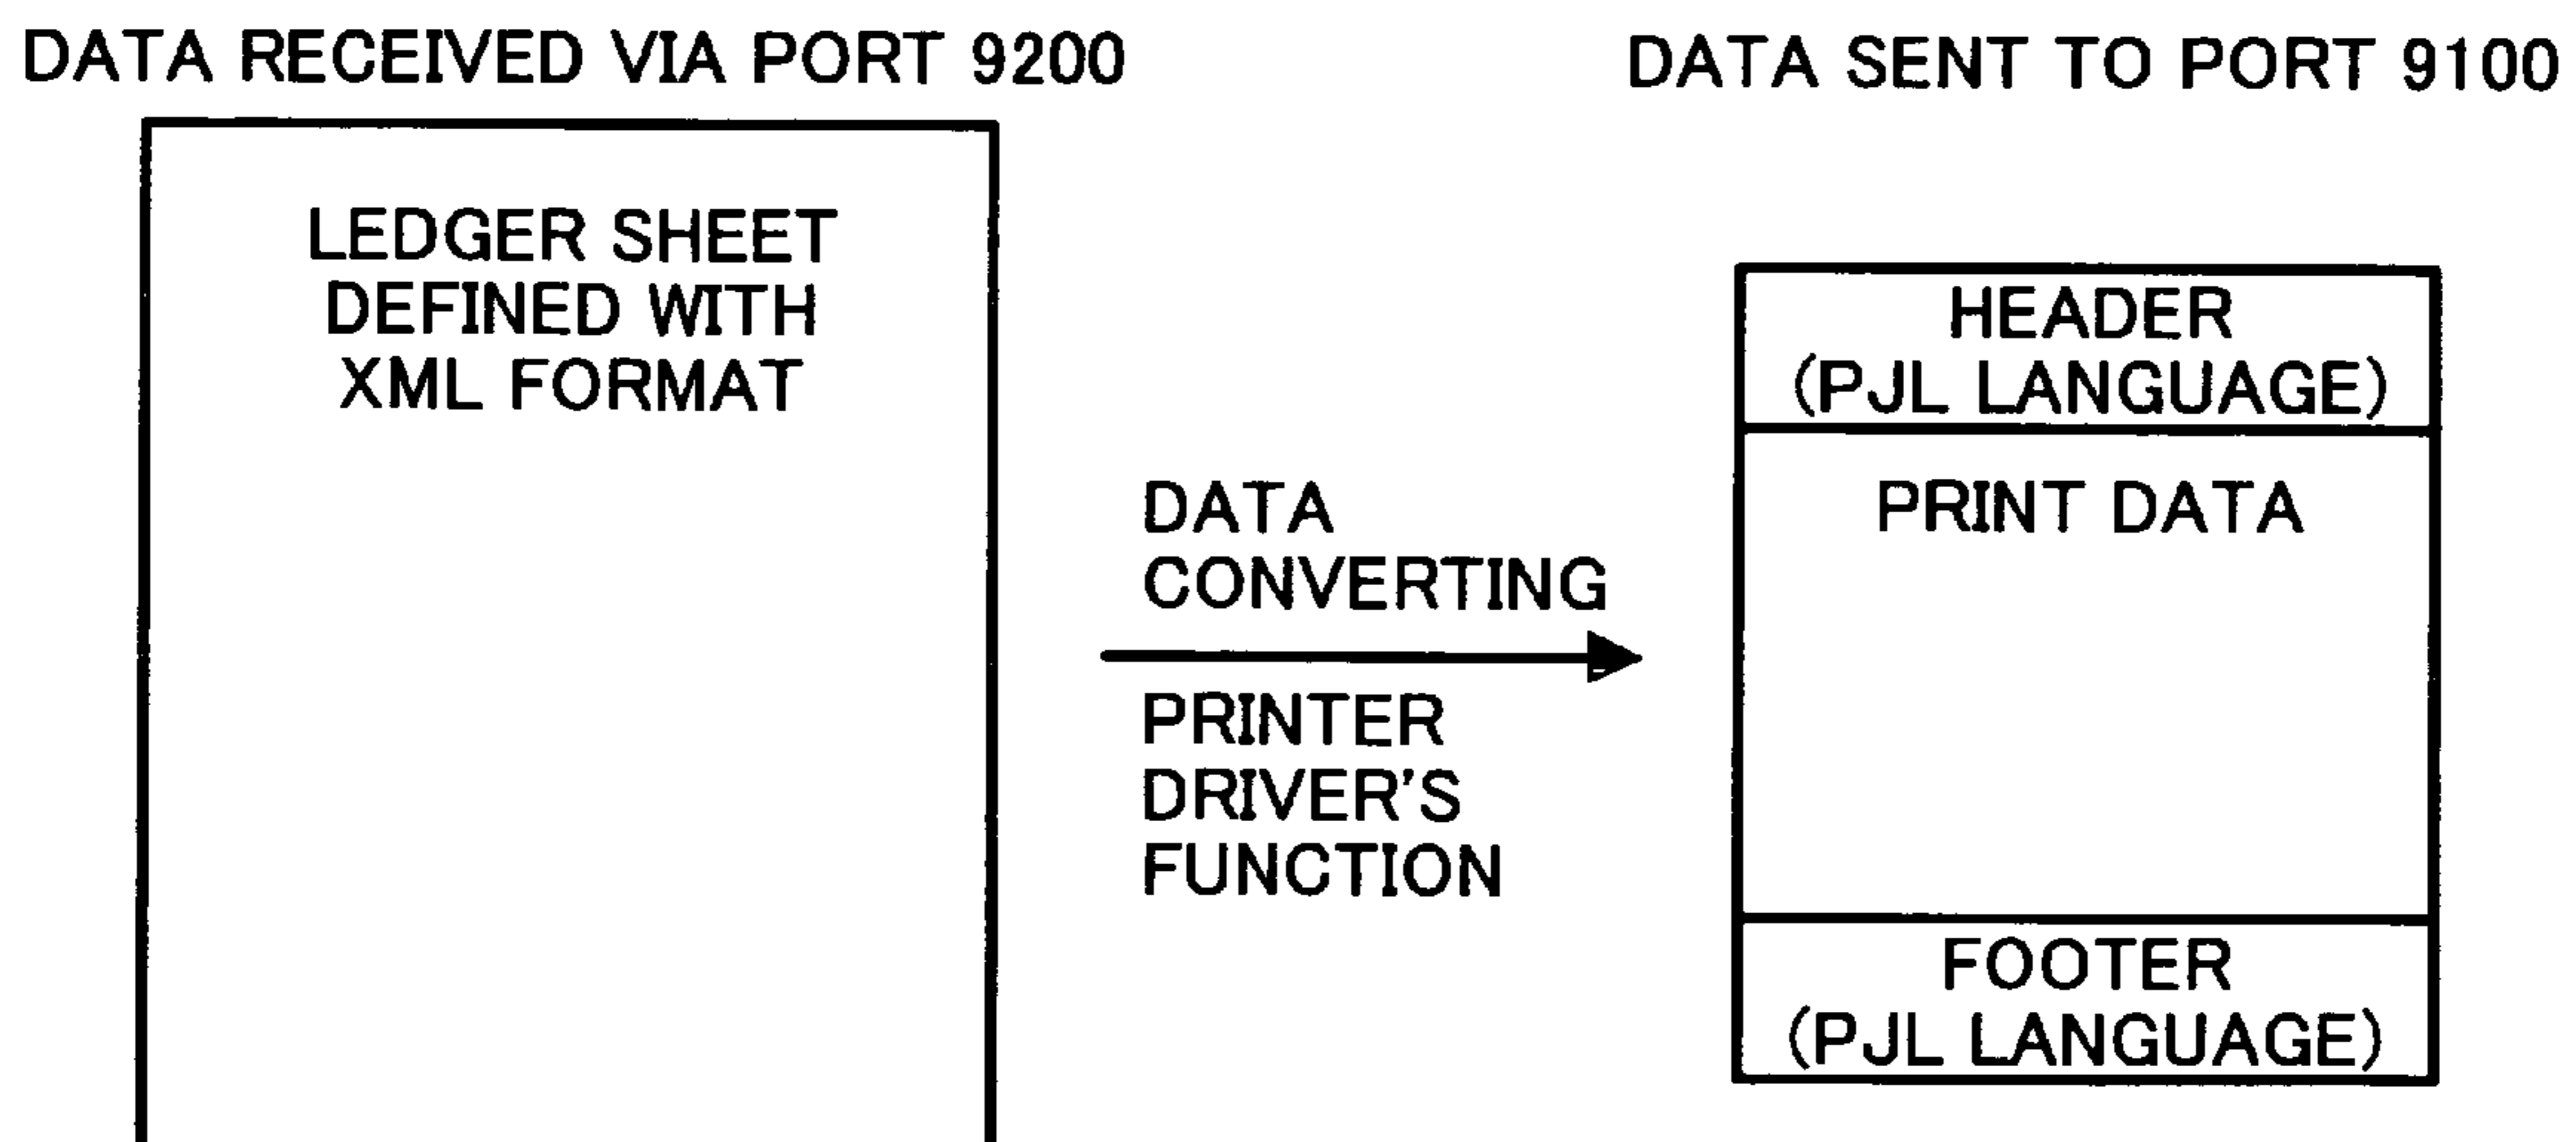 DATA RECEIVED VIA PORT 9200
LEDGER SHEET
DEFINED WITH
XML FORMAT
DATA
CONVERTING
PRINTER
DRIVER'S
FUNCTION
DATA SENT TO PORT 9100
HEADER
(PJL LANGUAGE)
PRINT DATA
FOOTER
(PJL LANGUAGE)